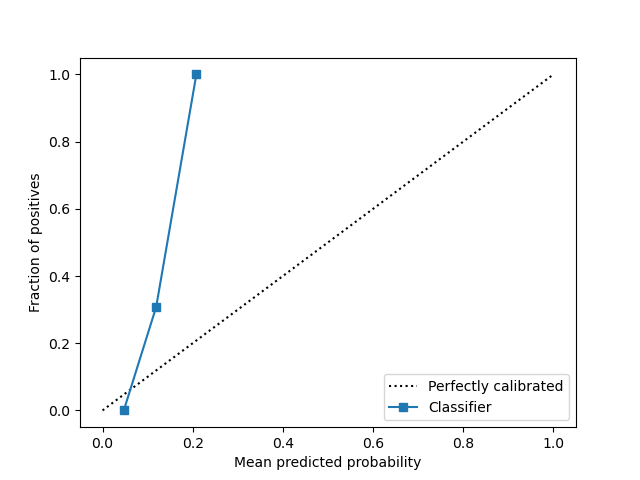 1.0
0.8
0.6
0.4
0.2
0.0
Fraction of positives
0.0 0.2 0.4 0.6 0.8 1.0
Mean predicted probability
Perfectly calibrated
Classifier